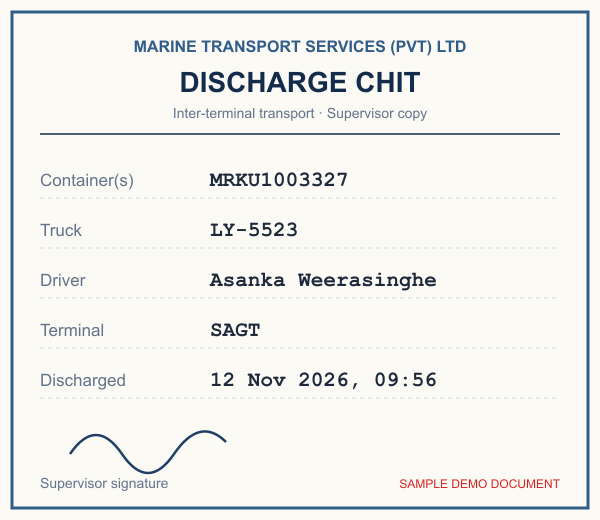 MARINE TRANSPORT SERVICES (PVT) LTD
DISCHARGE CHIT
Inter-terminal transport · Supervisor copy
Container(s) MRKU1003327
Truck LY-5523
Driver Asanka Weerasinghe
Terminal SAGT
Discharged 12 Nov 2026, 09:56
Supervisor signature SAMPLE DEMO DOCUMENT